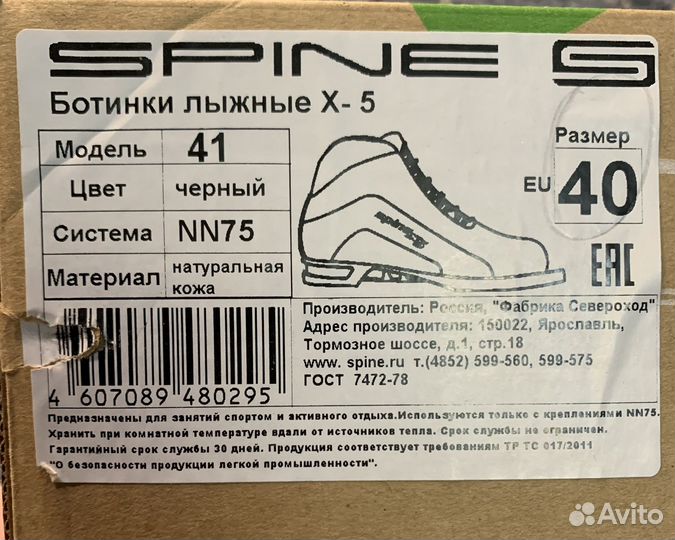 SPINE S
Ботинки лыжные X- 5
Модель 41
Цвет черный
Система NN75
Материал натуральная
кожа
Размер
EU 40
spine
EAC
Производитель: Россия, "Фабрика Североход"
Адрес производителя: 150022, Ярославль,
Тормозное шоссе, д.1, стр.18
www. spine.ru т.(4852) 599-560, 599-575
ГОСТ 7472-78
4 607089 480295
Предназначены для занятий спортом и активного отдыха.Используются только с креплениями NN75.
Хранить при комнатной температуре вдали от источников тепла. Срок службы не ограничен.
Гарантийный срок службы 30 дней. Продукция соответствует требованиям ТР ТС 017/2011
"О безопасности продукции легкой промышленности".
Avito